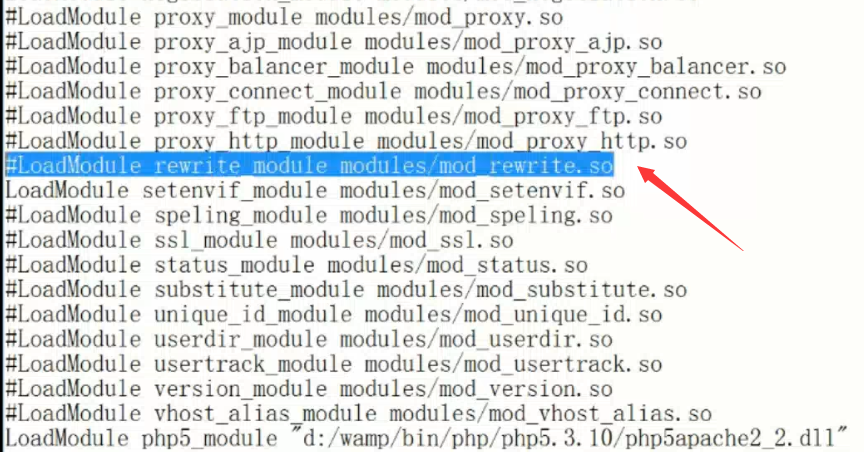 #LoadModule proxy_module modules/mod_proxy.so
#LoadModule proxy_ajp_module modules/mod_proxy_ajp.so
#LoadModule proxy_balancer_module modules/mod_proxy_balancer.so
#LoadModule proxy_connect_module modules/mod_proxy_connect.so
#LoadModule proxy_ftp_module modules/mod_proxy_ftp.so
#LoadModule proxy_http_module modules/mod_proxy_http.so
#LoadModule rewrite_module modules/mod_rewrite.so
LoadModule setenvif_module modules/mod_setenvif.so
#LoadModule speling_module modules/mod_speling.so
#LoadModule ssl_module modules/mod_ssl.so
#LoadModule status_module modules/mod_status.so
#LoadModule substitute_module modules/mod_substitute.so
#LoadModule unique_id_module modules/mod_unique_id.so
#LoadModule userdir_module modules/mod_userdir.so
#LoadModule usertrack_module modules/mod_usertrack.so
#LoadModule version_module modules/mod_version.so
#LoadModule vhost_alias_module modules/mod_vhost_alias.so
LoadModule php5_module "d:/wamp/bin/php/php5.3.10/php5apache2_2.dll"